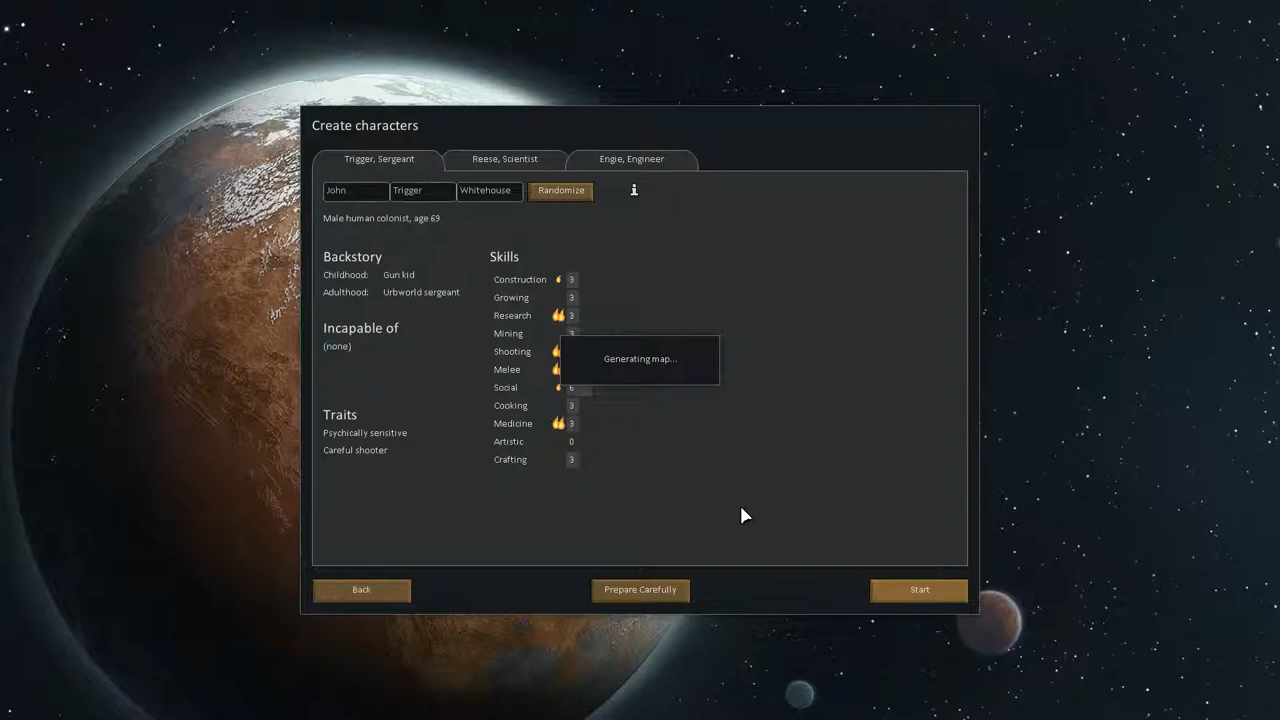 Create characters
Trigger, Sergeant Reese, Scientist Engie, Engineer
John Trigger Whitehouse Randomize
Male human colonist, age 69
Backstory
Childhood: Gun kid
Adulthood: Urbworld sergeant
Incapable of
(none)
Traits
Psychically sensitive
Careful shooter
Skills
Construction 3
Growing 3
Research 3
Mining 3
Shooting
Melee
Social 6
Cooking 3
Medicine 3
Artistic 0
Crafting 3
Generating map...
Back Prepare Carefully Start